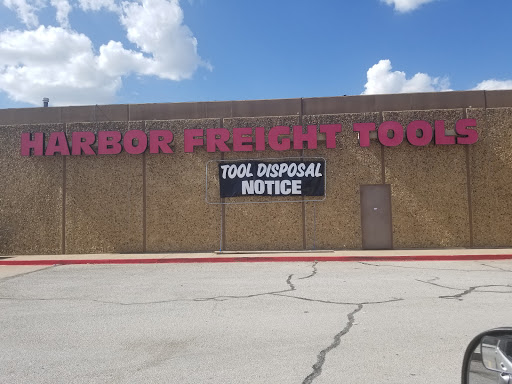 HARBOR FREIGHT TOOLS
TOOL DISPOSAL
NOTICE